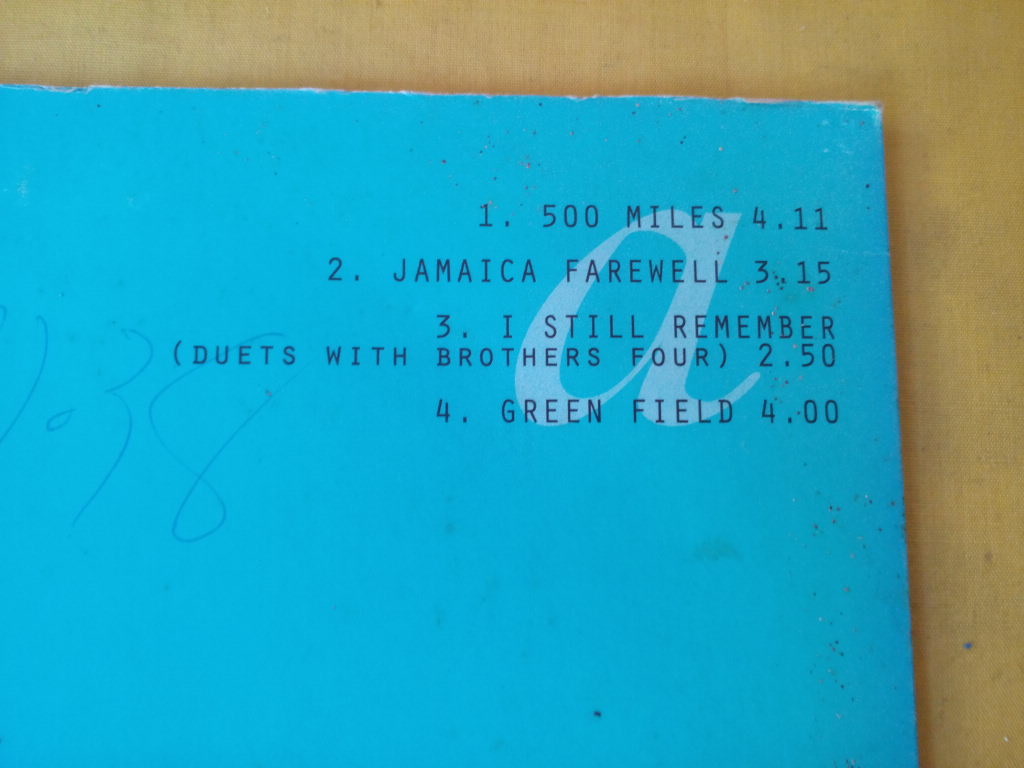 a
1. 500 MILES 4.11
2. JAMAICA FAREWELL 3.15
3. I STILL REMEMBER
(DUETS WITH BROTHERS FOUR) 2.50
4. GREEN FIELD 4.00